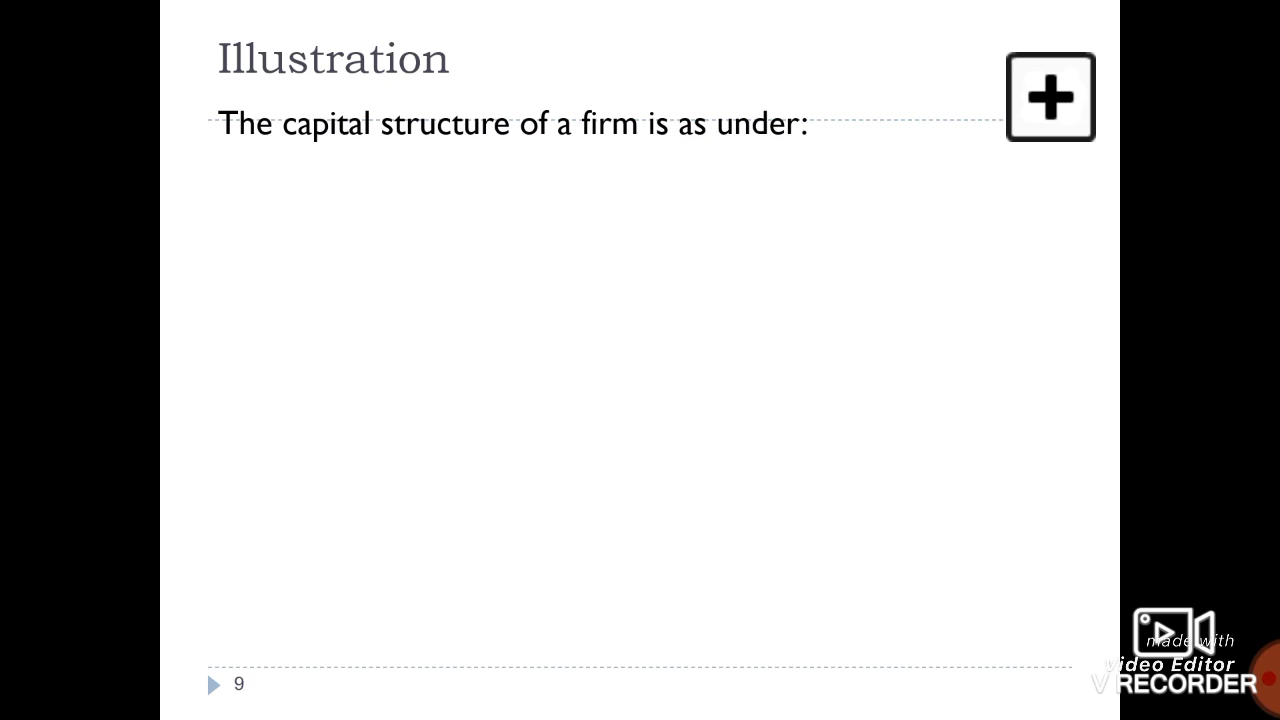 Illustration
The capital structure of a firm is as under:
9
made with
Video Editor
V RECORDER